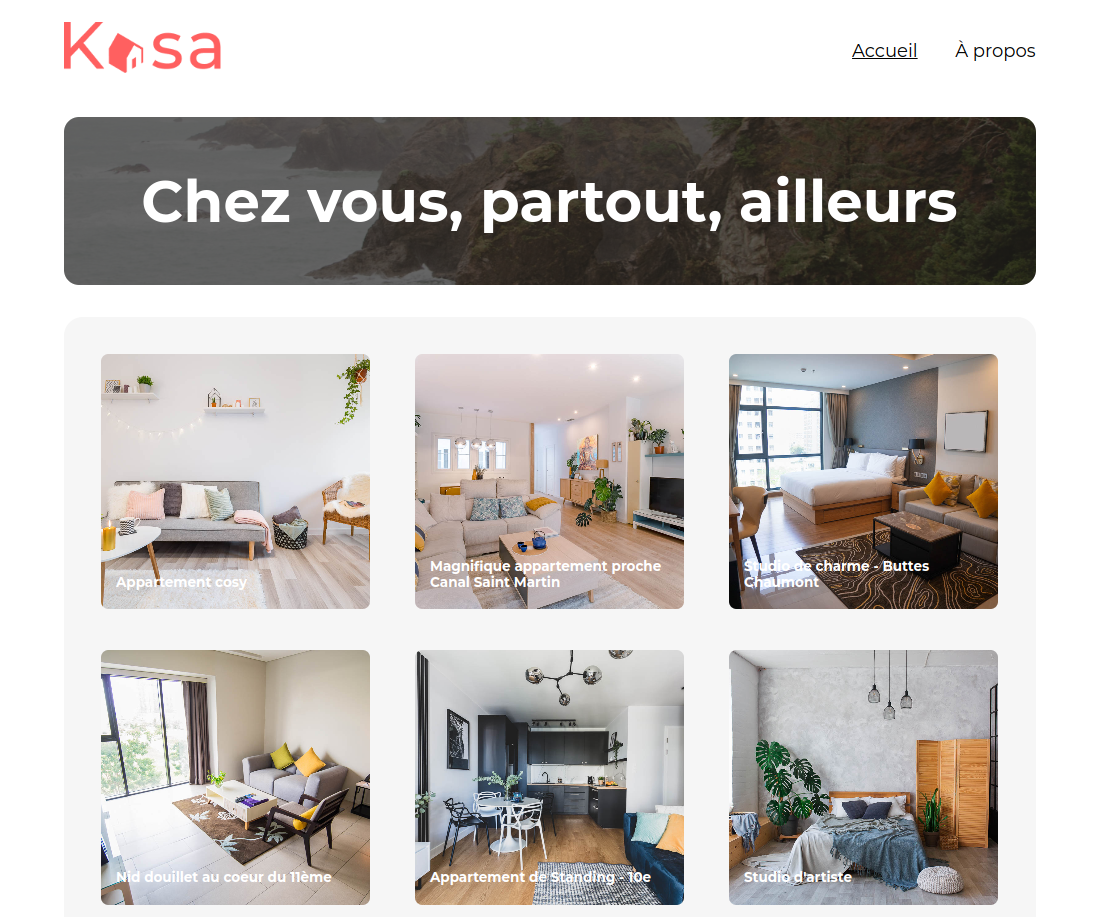 Kasa
Accueil
À propos
Chez vous, partout, ailleurs
Appartement cosy
Magnifique appartement proche
Canal Saint Martin
Studio de charme - Buttes
Chaumont
Nid douillet au coeur du 11ème
Appartement de Standing - 10e
Studio d'artiste